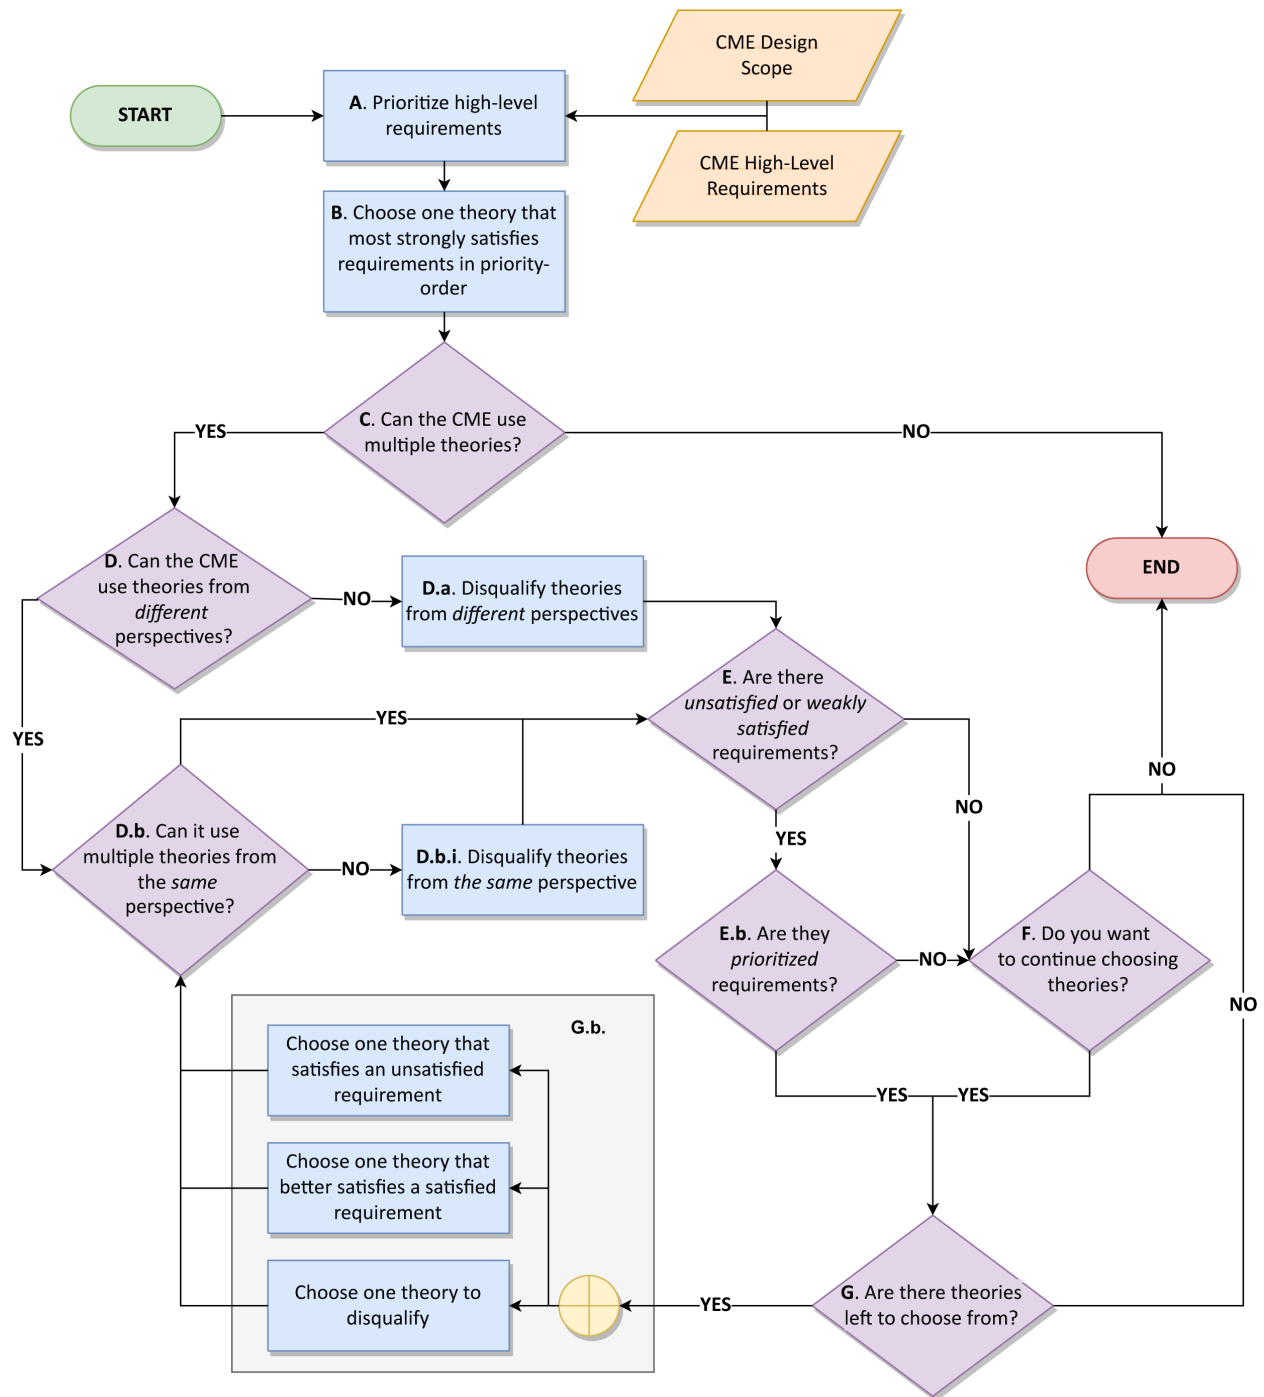 CME Design
Scope
START
A. Prioritize high-level
requirements
CME High-Level
Requirements
B. Choose one theory that
most strongly satisfies
requirements in priority-
order
C. Can the CME use
multiple theories?
YES
NO
D. Can the CME
use theories from
different
perspectives?
NO
D.a. Disqualify theories
from different perspectives
END
E. Are there
unsatisfied or weakly
satisfied
requirements?
YES
YES
NO
NO
YES
D.b. Can it use
multiple theories from
the same
perspective?
NO
D.b.i. Disqualify theories
from the same perspective
E.b. Are they
prioritized
requirements?
NO
F. Do you want
to continue choosing
theories?
NO
G.b.
Choose one theory that
satisfies an unsatisfied
requirement
YES
YES
Choose one theory that
better satisfies a satisfied
requirement
Choose one theory to
disqualify
YES
G. Are there theories
left to choose from?